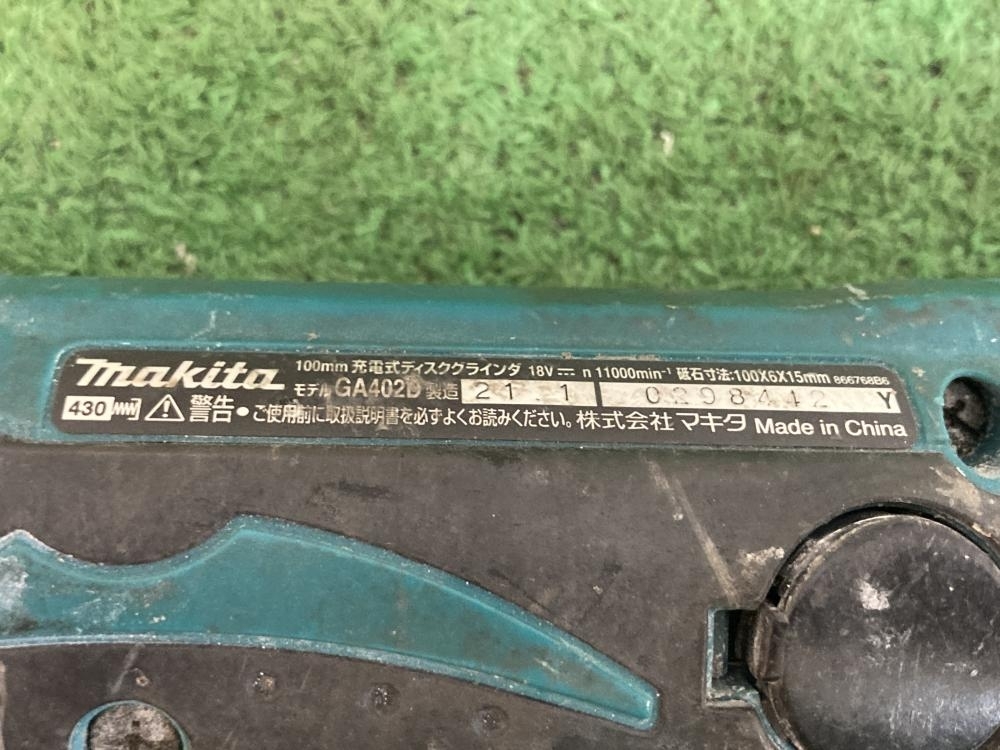 makita 100mm 充電式ディスクグラインダ 18V⎓ n 11000min⁻¹ 砥石寸法:100X6X15mm 866768B6
モデル GA402D 製造 21.1 0298442 Y
430 警告●ご使用前に取扱説明書を必ずよくお読みください。株式会社 マキタ Made in China